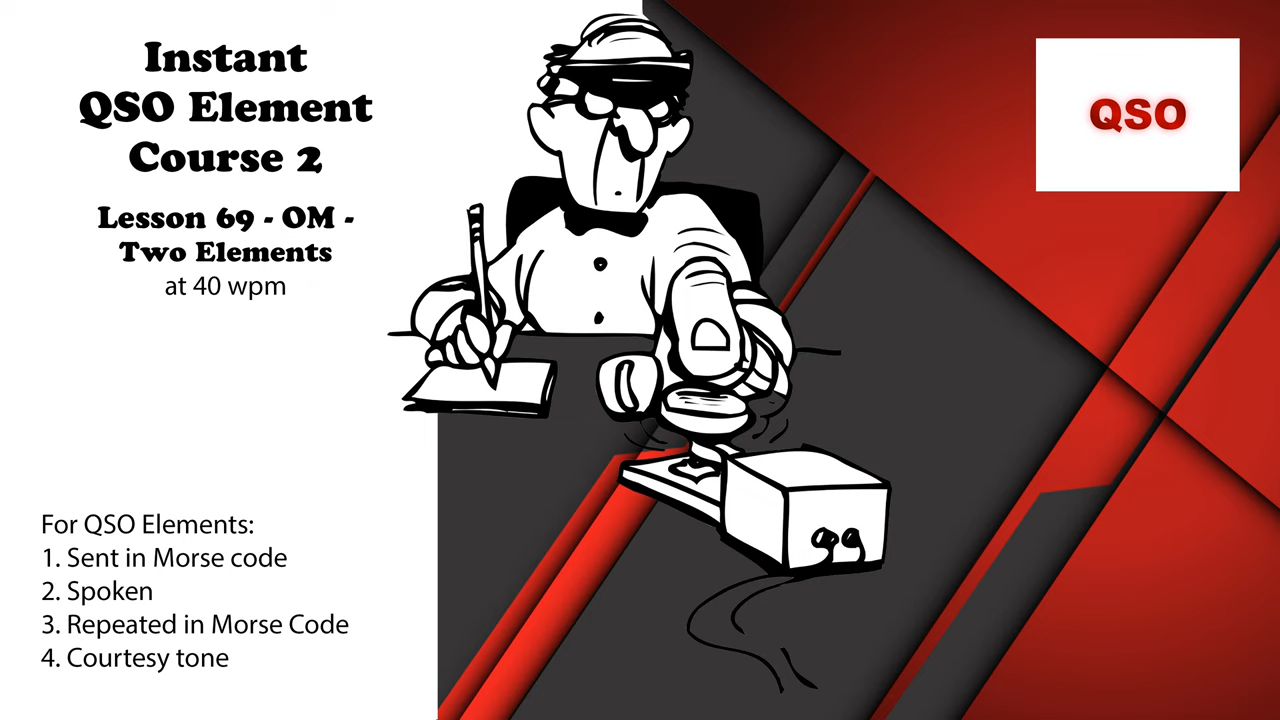 Instant
QSO Element
Course 2
Lesson 69 - OM -
Two Elements
at 40 wpm
QSO
For QSO Elements:
1. Sent in Morse code
2. Spoken
3. Repeated in Morse Code
4. Courtesy tone